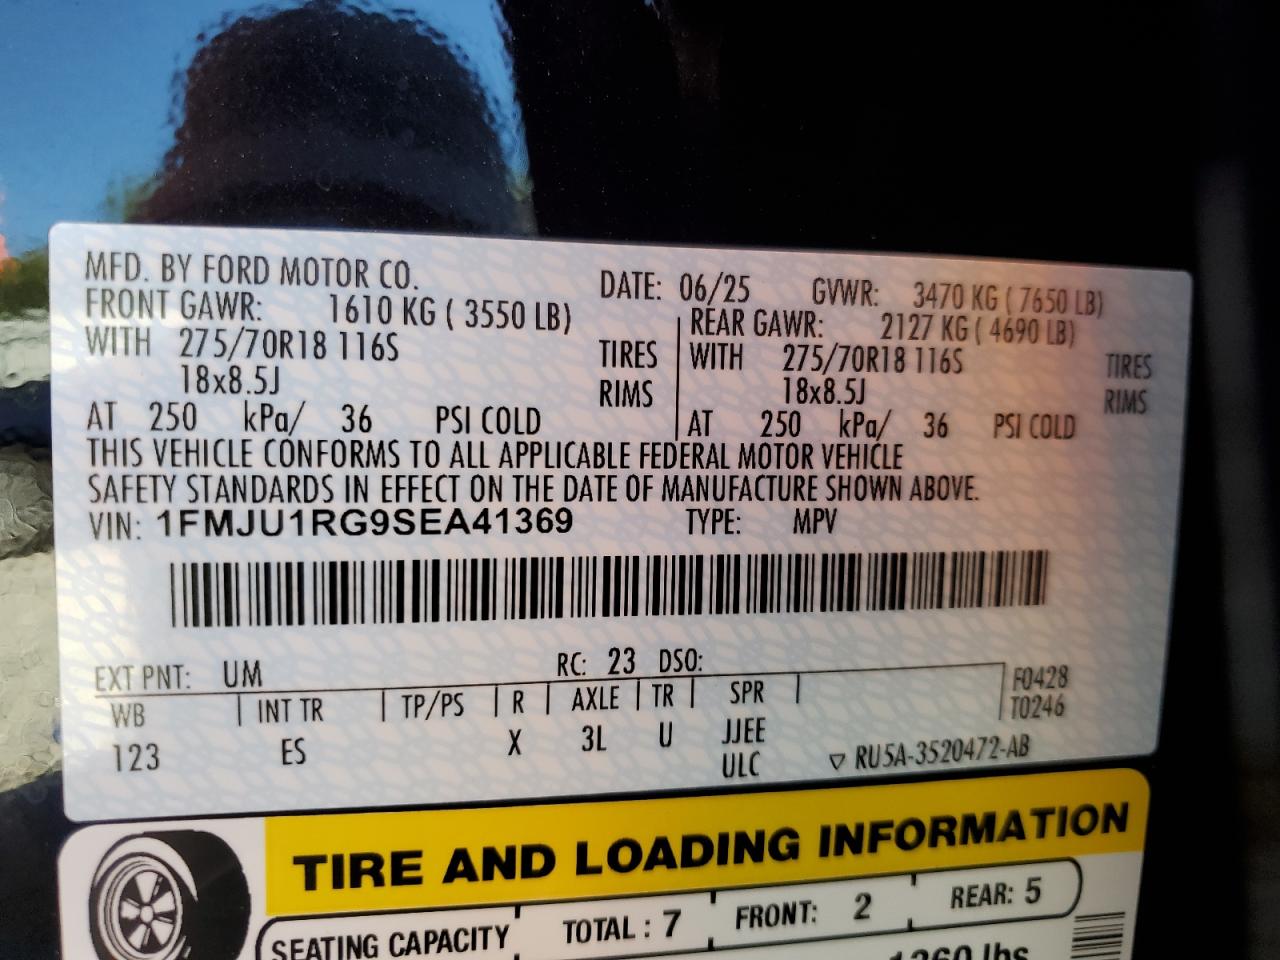 MFD. BY FORD MOTOR CO. DATE: 06/25 GVWR: 3470 KG ( 7650 LB)
FRONT GAWR: 1610 KG ( 3550 LB) REAR GAWR: 2127 KG ( 4690 LB)
WITH 275/70R18 116S TIRES WITH 275/70R18 116S TIRES
18x8.5J RIMS 18x8.5J RIMS
AT 250 kPa/ 36 PSI COLD AT 250 kPa/ 36 PSI COLD
THIS VEHICLE CONFORMS TO ALL APPLICABLE FEDERAL MOTOR VEHICLE
SAFETY STANDARDS IN EFFECT ON THE DATE OF MANUFACTURE SHOWN ABOVE.
VIN: 1FMJU1RG9SEA41369 TYPE: MPV
EXT PNT: UM RC: 23 DSO:
WB INT TR TP/PS R AXLE TR SPR F0428
T0246
123 ES X 3L U JJEE
ULC ▽ RU5A-3520472-AB
TIRE AND LOADING INFORMATION
SEATING CAPACITY TOTAL : 7 FRONT: 2 REAR: 5
1360 lbs